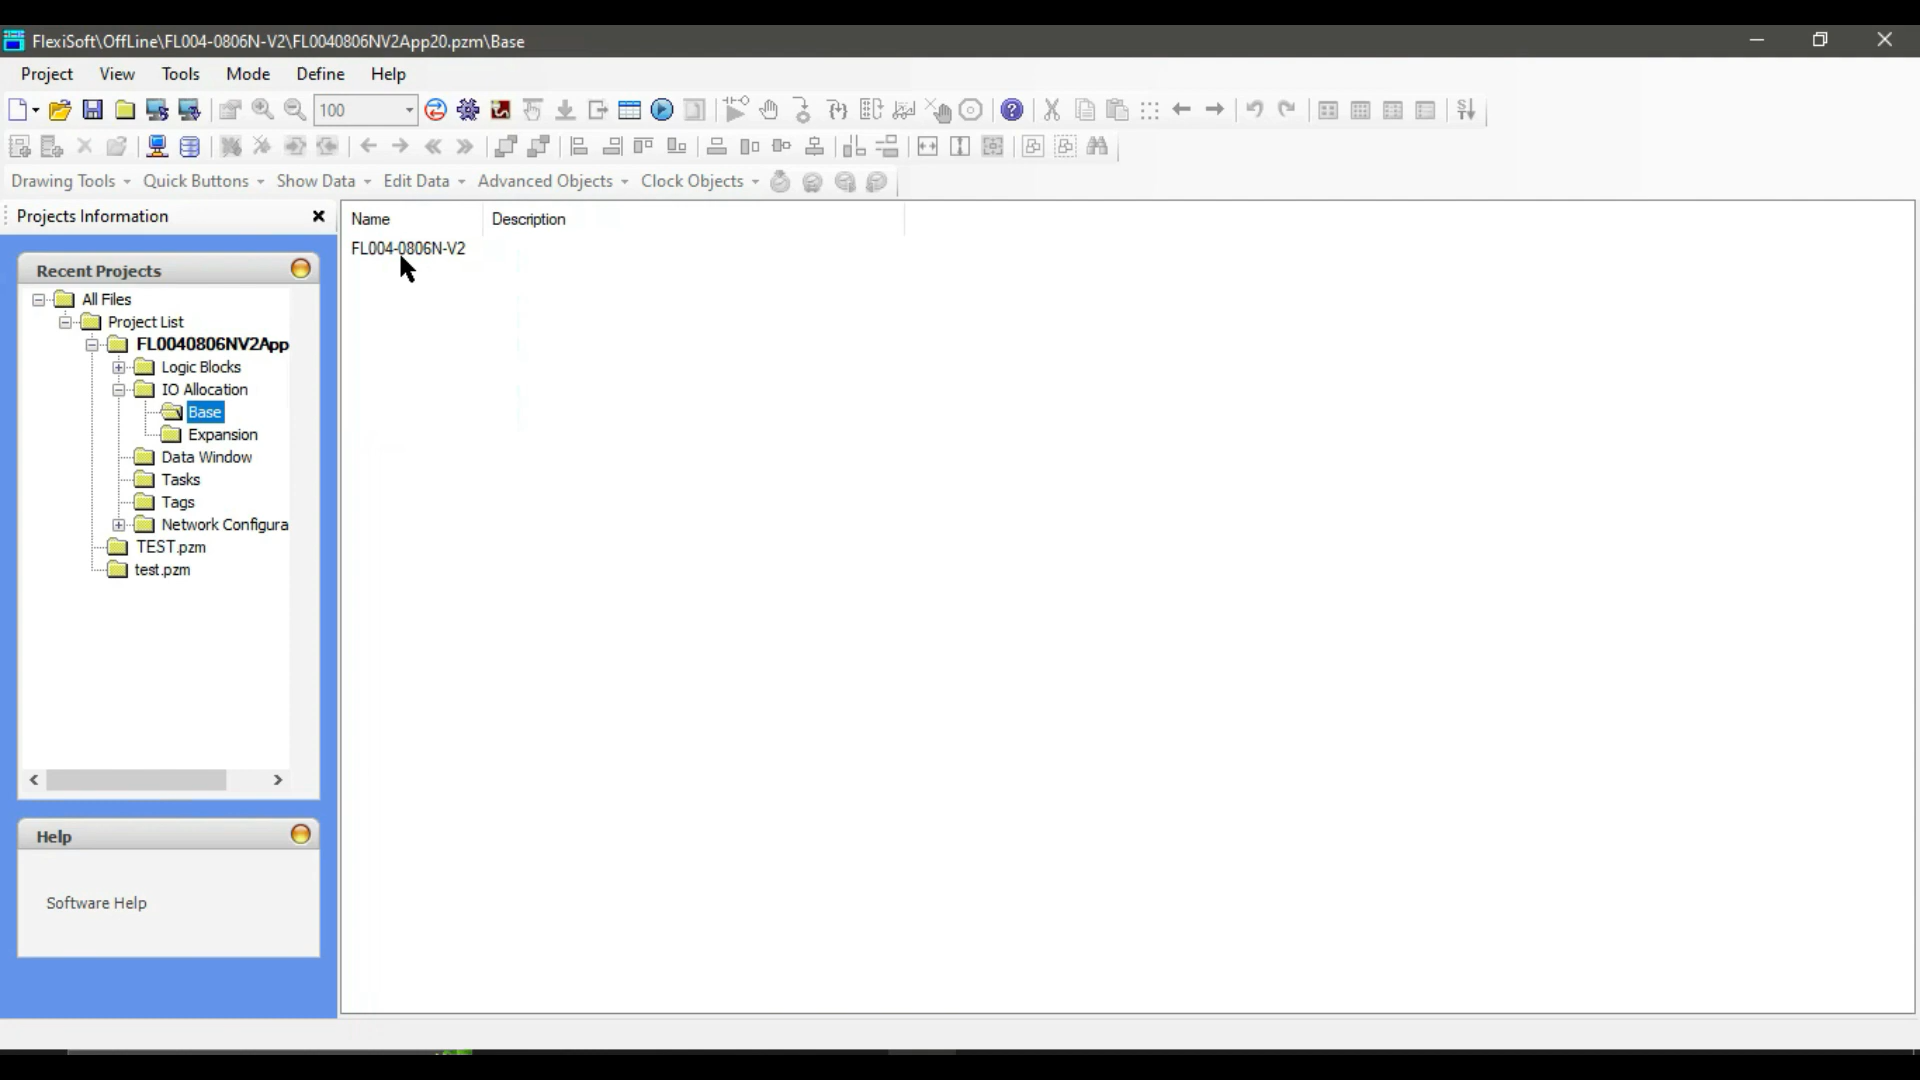 FlexiSoft\OffLine\FL004-0806N-V2\FL0040806NV2App20.pzm\Base
Project View Tools Mode Define Help
100
Drawing Tools Quick Buttons Show Data Edit Data Advanced Objects Clock Objects
Projects Information
Name Description
FL004-0806N-V2
Recent Projects
All Files
Project List
FL0040806NV2App
Logic Blocks
IO Allocation
Base
Expansion
Data Window
Tasks
Tags
Network Configura
TEST.pzm
test.pzm
Help
Software Help